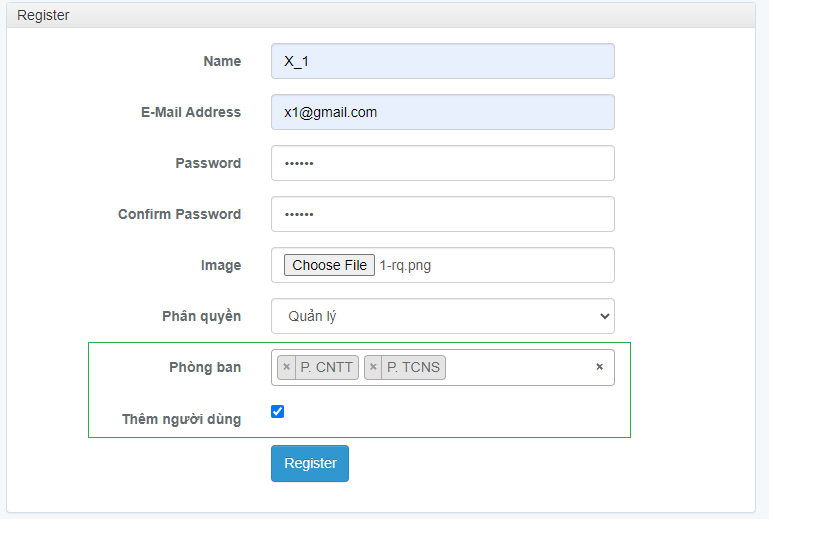 Register
Name X_1
E-Mail Address x1@gmail.com
Password ••••••
Confirm Password ••••••
Image Choose File 1-rq.png
Phân quyền Quản lý
Phòng ban × P. CNTT × P. TCNS ×
Thêm người dùng
Register